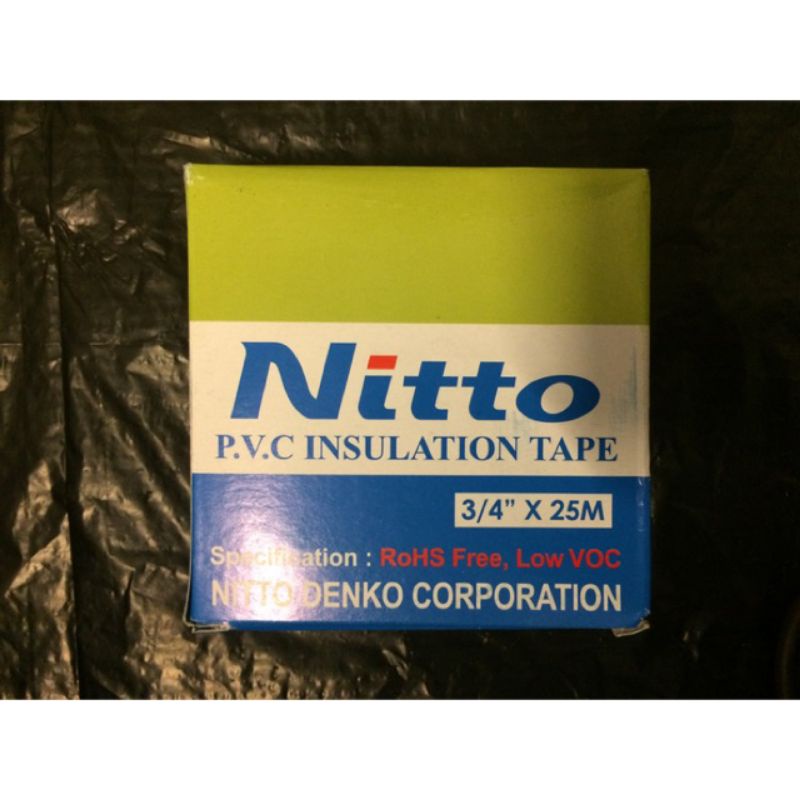 Nitto
P.V.C INSULATION TAPE
3/4” X 25M
Specification : RoHS Free, Low VOC
NITTO DENKO CORPORATION